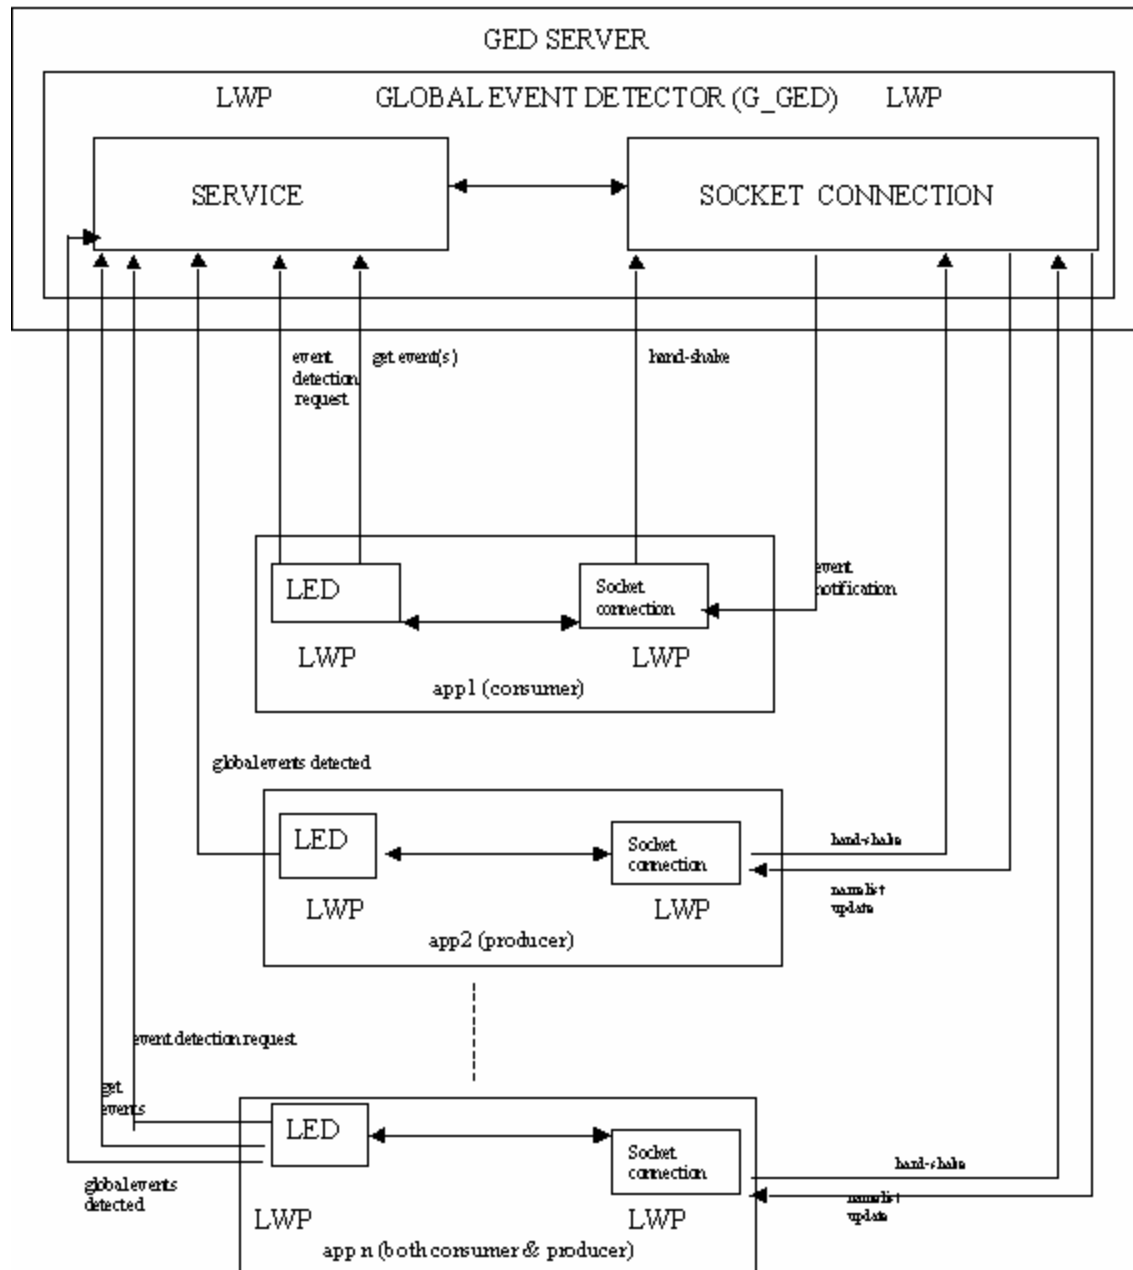 GED SERVER
LWP
GLOBAL EVENT DETECTOR (G_GED)
LWP
SERVICE
SOCKET CONNECTION
event
detection
request
get event(s)
hand-shake
LED
Socket
connection
event
notification
LWP
LWP
app1 (consumer)
global events detected
LED
Socket
connection
hand-shake
LWP
LWP
namelist
update
app2 (producer)
event detection request
get
events
LED
Socket
connection
hand-shake
global events
detected
LWP
LWP
namelist
update
app n (both consumer & producer)